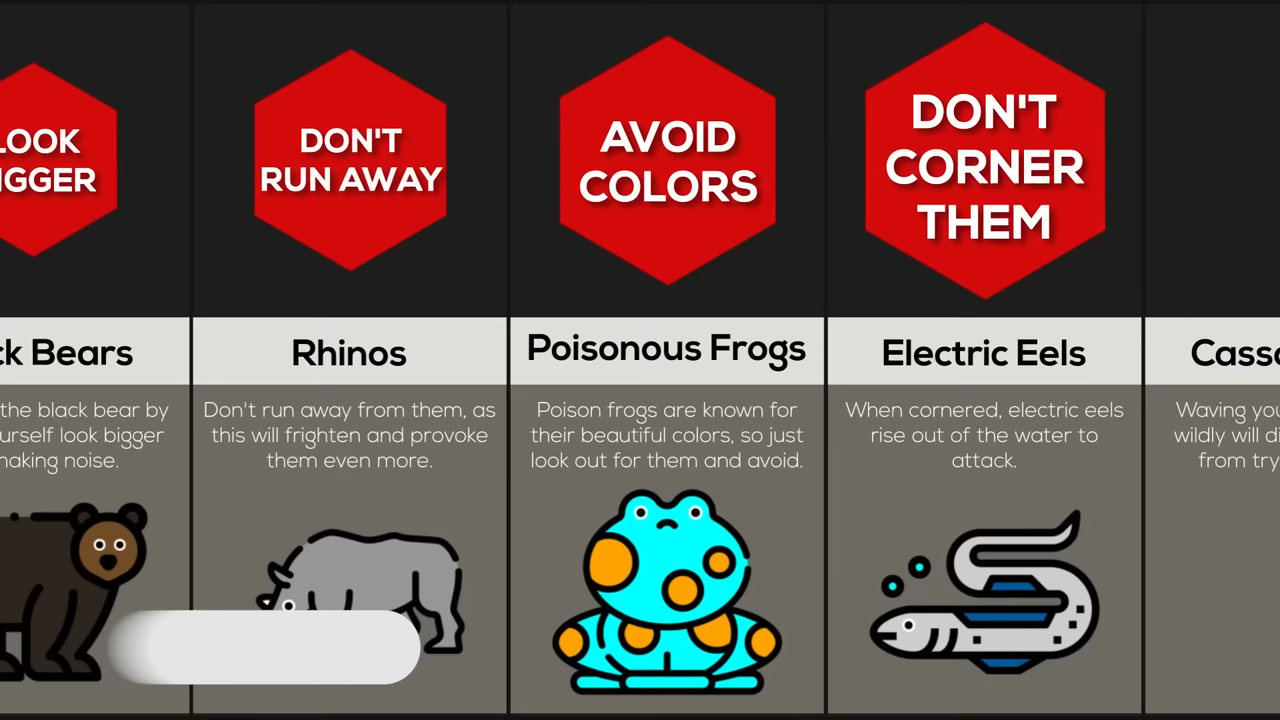 LOOK
IGGER
DON'T
RUN AWAY
AVOID
COLORS
DON'T
CORNER
THEM
ck Bears
Rhinos
Poisonous Frogs
Electric Eels
Casso
the black bear by
urself look bigger
naking noise.
Don't run away from them, as
this will frighten and provoke
them even more.
Poison frogs are known for
their beautiful colors, so just
look out for them and avoid.
When cornered, electric eels
rise out of the water to
attack.
Waving you
wildly will di
from try